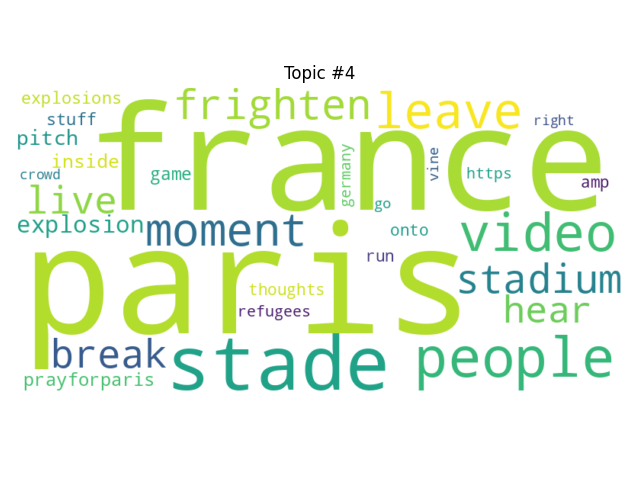 Topic #4
explosions
frighten
leave
stuff
right
pitch
france
inside
game
germany
vine
https
crowd
amp
live
go
explosion
moment
onto
video
paris
run
stadium
thoughts
hear
refugees
break
stade
people
prayforparis